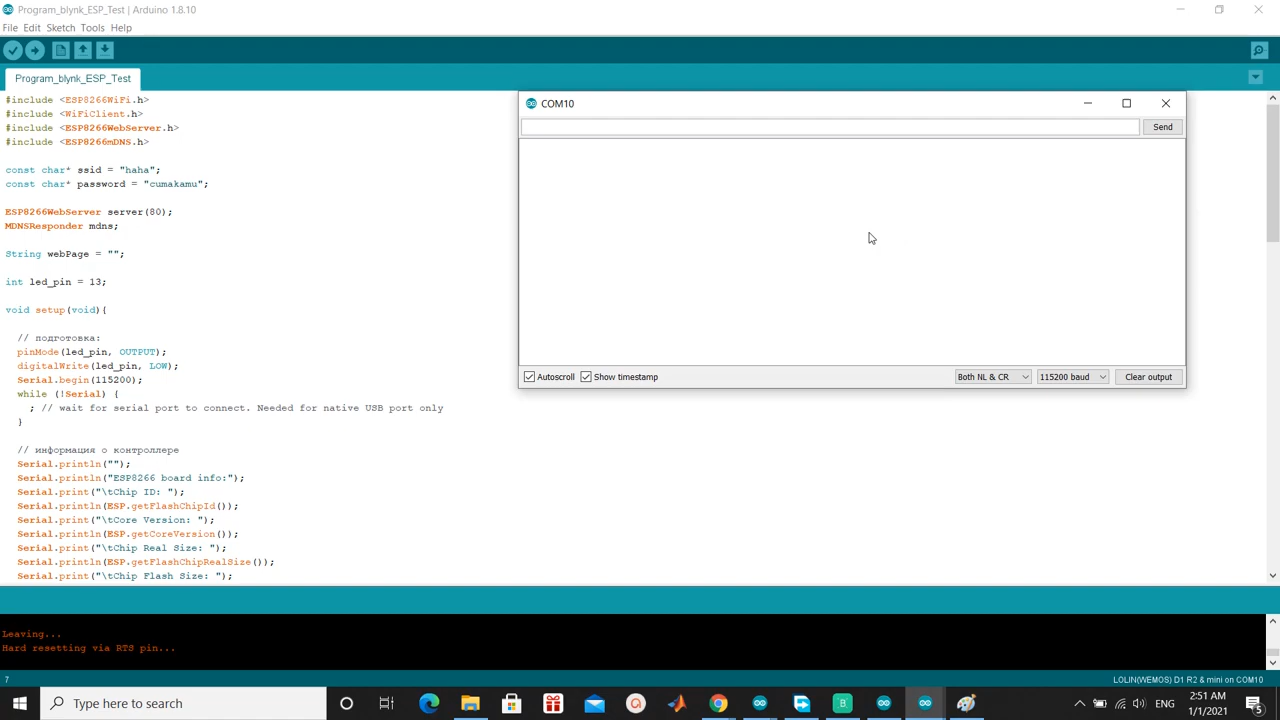 Program_blynk_ESP_Test | Arduino 1.8.10
File Edit Sketch Tools Help
Program_blynk_ESP_Test
#include <ESP8266WiFi.h>
#include <WiFiClient.h>
#include <ESP8266WebServer.h>
#include <ESP8266mDNS.h>
const char* ssid = "haha";
const char* password = "cumakamu";
ESP8266WebServer server(80);
MDNSResponder mdns;
String webPage = "";
int led_pin = 13;
void setup(void){
// подготовка:
pinMode(led_pin, OUTPUT);
digitalWrite(led_pin, LOW);
Serial.begin(115200);
while (!Serial) {
; // wait for serial port to connect. Needed for native USB port only
}
// информация о контроллере
Serial.println("");
Serial.println("ESP8266 board info:");
Serial.print("\tChip ID: ");
Serial.println(ESP.getFlashChipId());
Serial.print("\tCore Version: ");
Serial.println(ESP.getCoreVersion());
Serial.print("\tChip Real Size: ");
Serial.println(ESP.getFlashChipRealSize());
Serial.print("\tChip Flash Size: ");
COM10
Send
Autoscroll Show timestamp Both NL & CR 115200 baud Clear output
Leaving...
Hard resetting via RTS pin...
7 LOLIN(WEMOS) D1 R2 & mini on COM10
Type here to search
ENG
2:51 AM
1/1/2021
5